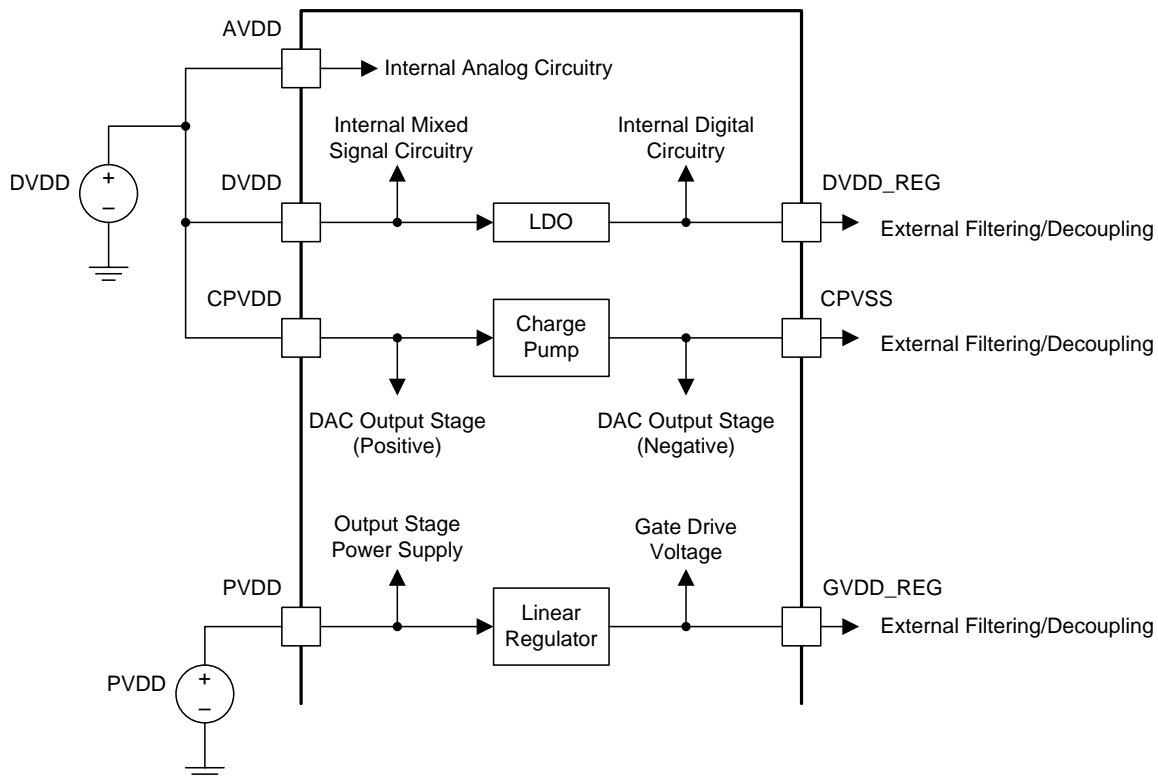 AVDD
Internal Analog Circuitry
Internal Mixed
Signal Circuitry
Internal Digital
Circuitry
DVDD
+
−
DVDD
LDO
DVDD_REG
External Filtering/Decoupling
CPVDD
Charge
Pump
CPVSS
External Filtering/Decoupling
DAC Output Stage
(Positive)
DAC Output Stage
(Negative)
Output Stage
Power Supply
Gate Drive
Voltage
PVDD
Linear
Regulator
GVDD_REG
External Filtering/Decoupling
PVDD
+
−